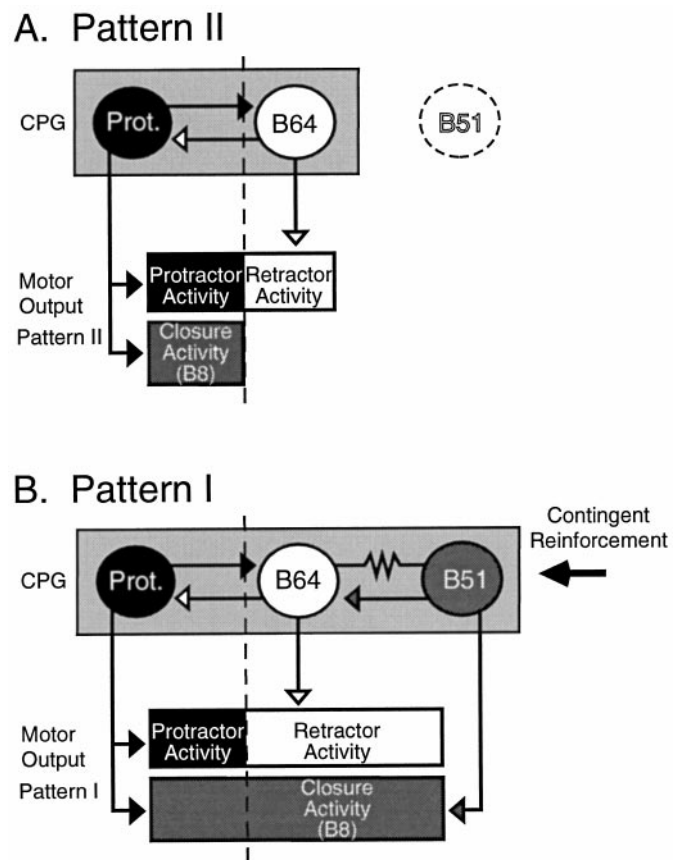 A. Pattern II
CPG
Prot.
B64
B51
Motor
Output
Pattern II
Protractor
Activity
Retractor
Activity
Closure
Activity
(B8)
B. Pattern I
Contingent
Reinforcement
CPG
Prot.
B64
B51
Motor
Output
Pattern I
Protractor
Activity
Retractor
Activity
Closure
Activity
(B8)